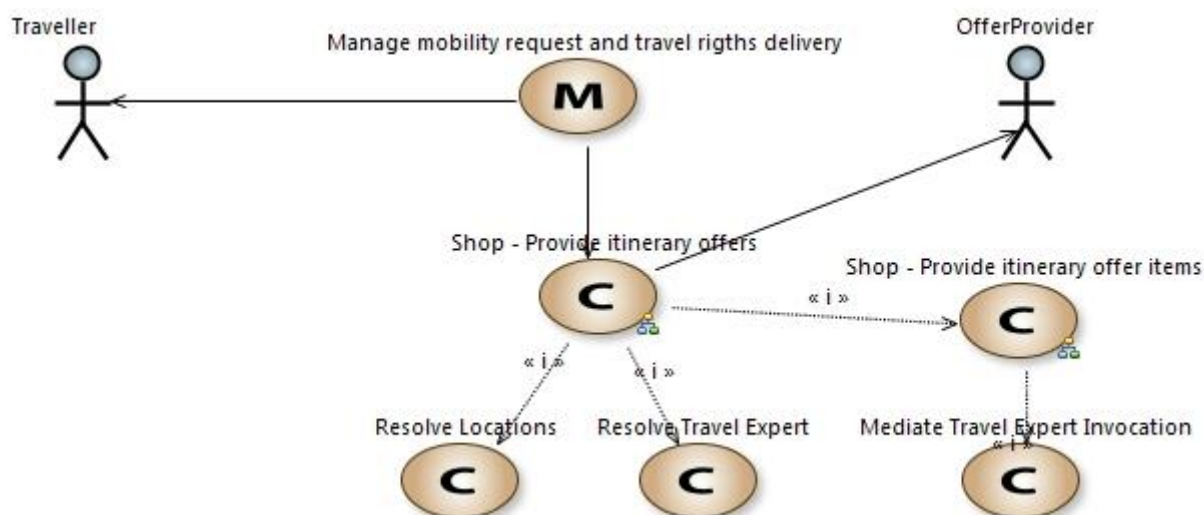 Traveller
OfferProvider
Manage mobility request and travel rigths delivery
M
Shop - Provide itinerary offers
C
Shop - Provide itinerary offer items
« i »
C
« i »
« i »
Resolve Locations
Resolve Travel Expert
Mediate Travel Expert Invocation
« i »
C
C
C